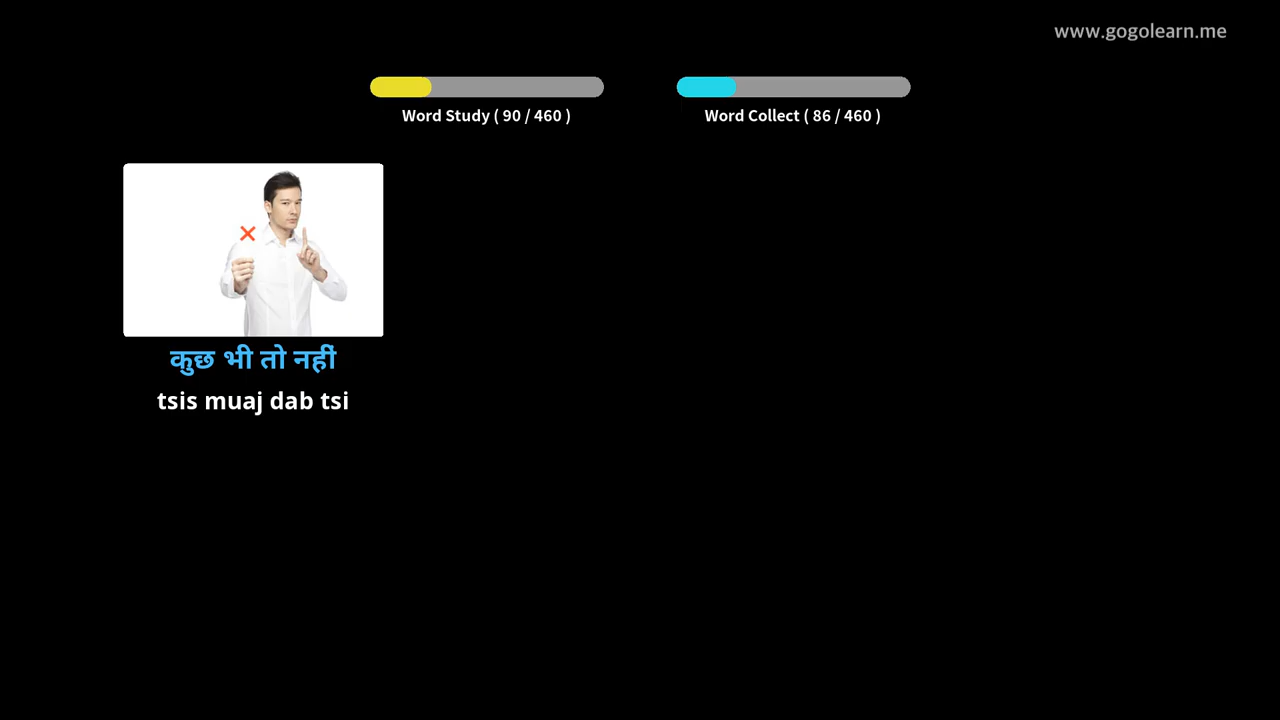 www.gogolearn.me
Word Study ( 90 / 460 )
Word Collect ( 86 / 460 )
कुछ भी तो नहीं
tsis muaj dab tsi